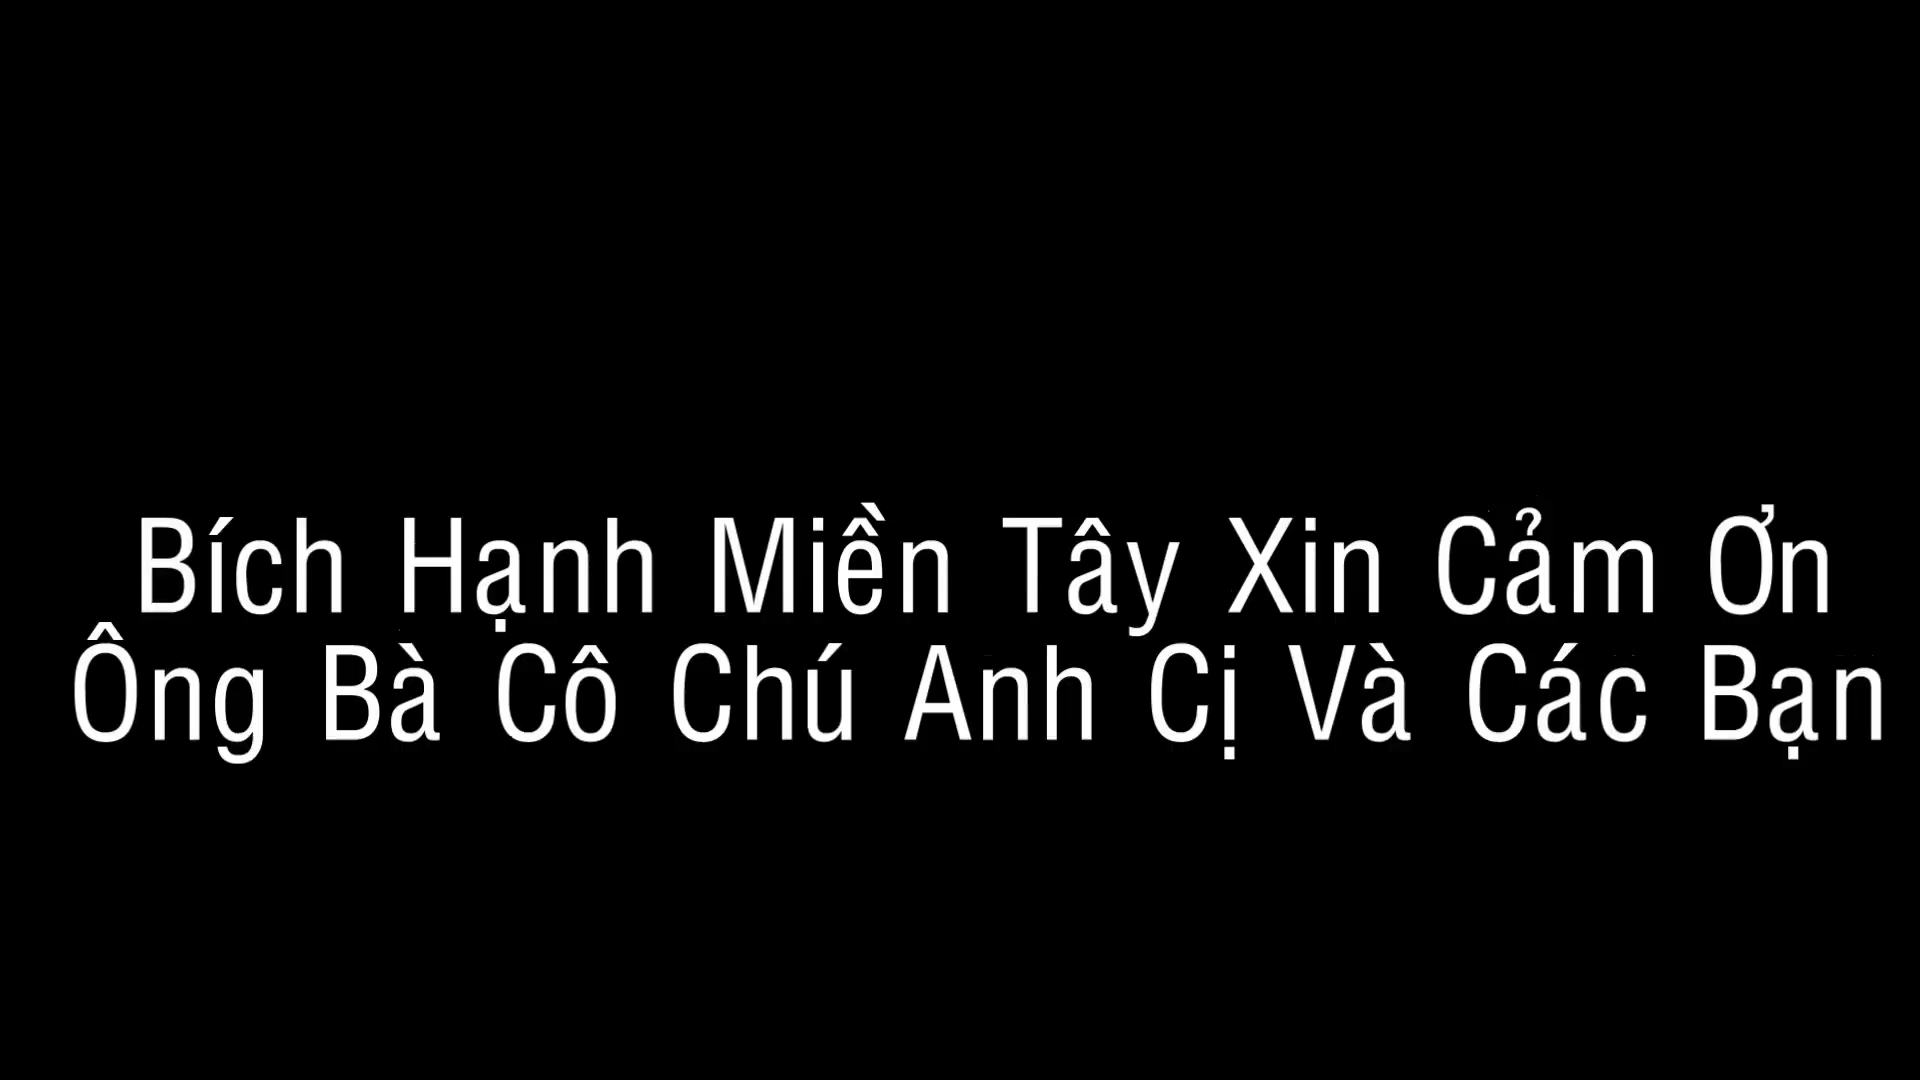 Bích Hạnh Miền Tây Xin Cảm Ơn
Ông Bà Cô Chú Anh Cị Và Các Bạn